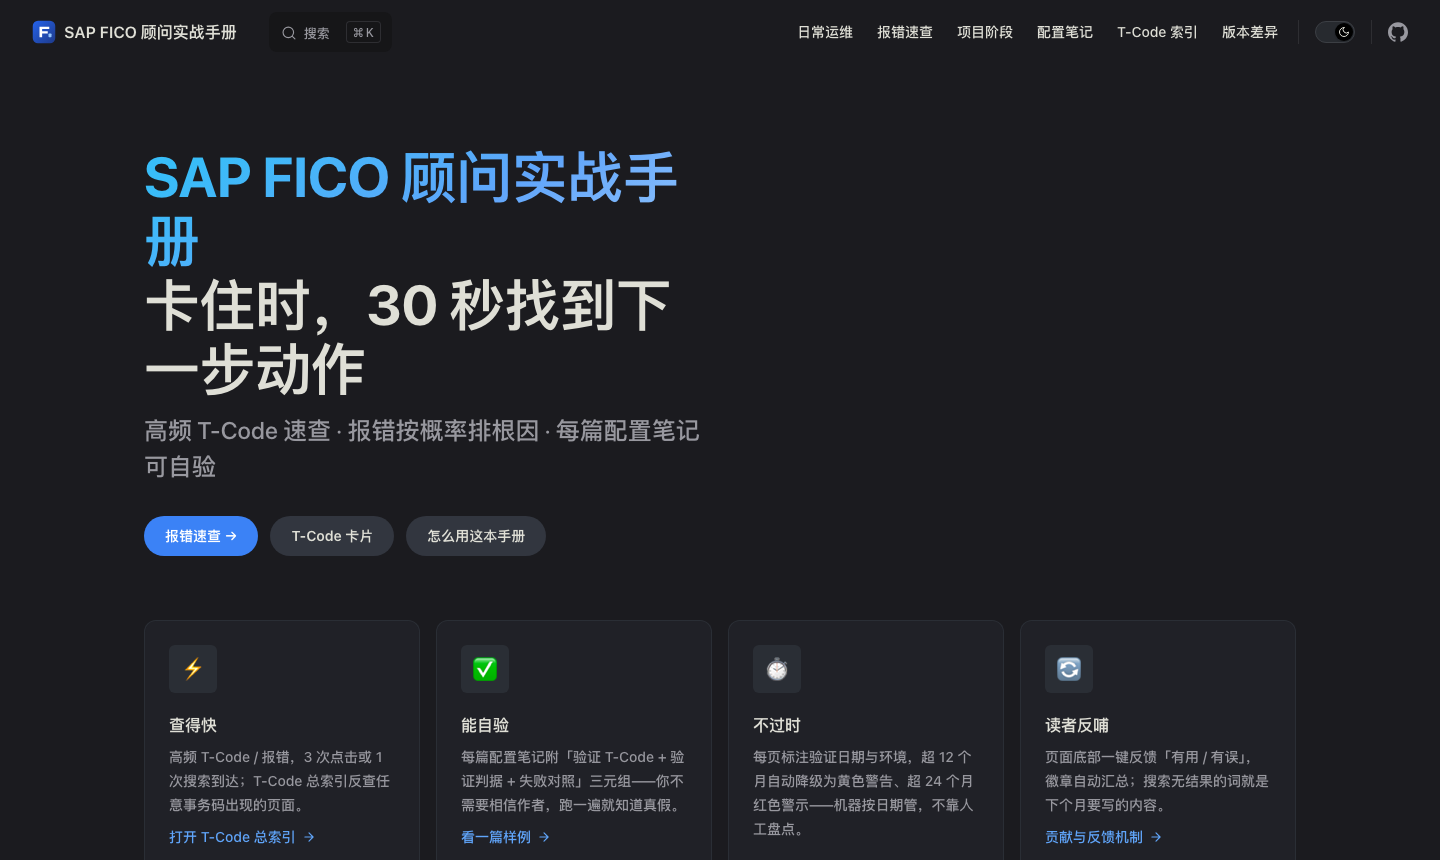 F. SAP FICO 顾问实战手册 搜索 ⌘ K 日常运维 报错速查 项目阶段 配置笔记 T-Code 索引 版本差异
SAP FICO 顾问实战手
册
卡住时，30 秒找到下
一步动作
高频 T-Code 速查 · 报错按概率排根因 · 每篇配置笔记
可自验
报错速查 → T-Code 卡片 怎么用这本手册
查得快
高频 T-Code / 报错，3 次点击或 1
次搜索到达；T-Code 总索引反查任
意事务码出现的页面。
打开 T-Code 总索引 →
能自验
每篇配置笔记附「验证 T-Code + 验
证判据 + 失败对照」三元组——你不
需要相信作者，跑一遍就知道真假。
看一篇样例 →
不过时
每页标注验证日期与环境，超 12 个
月自动降级为黄色警告、超 24 个月
红色警示——机器按日期管，不靠人
工盘点。
读者反哺
页面底部一键反馈「有用 / 有误」，
徽章自动汇总；搜索无结果的词就是
下个月要写的内容。
贡献与反馈机制 →